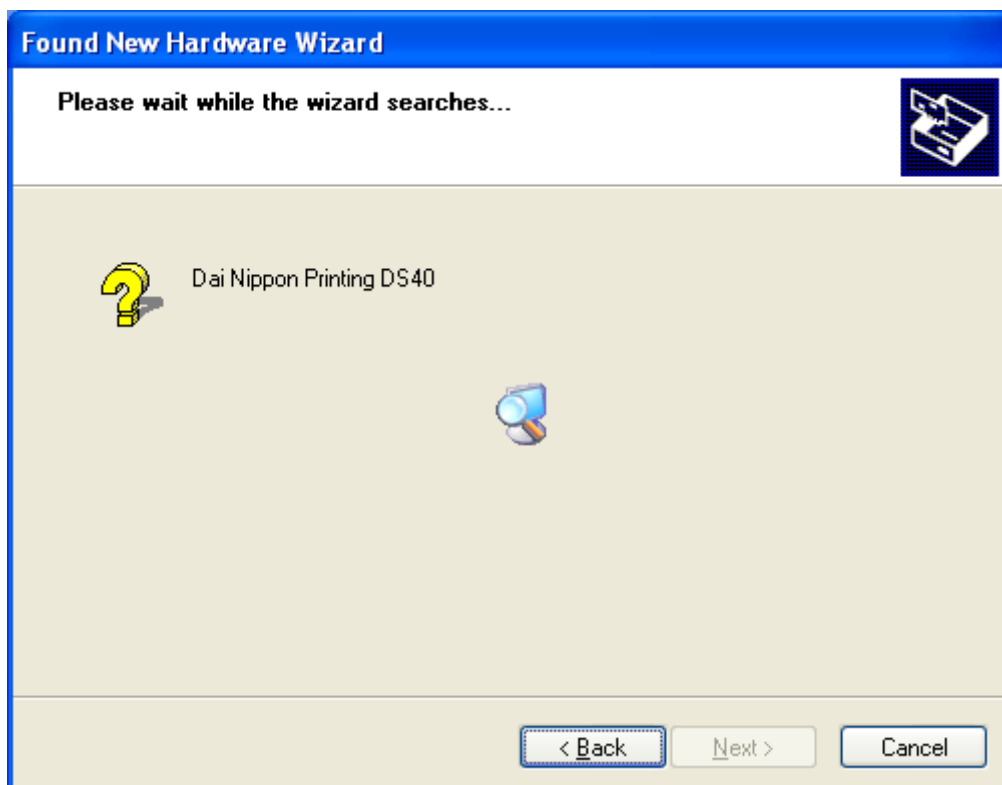 Found New Hardware Wizard
Please wait while the wizard searches...
Dai Nippon Printing DS40
< Back
Next >
Cancel